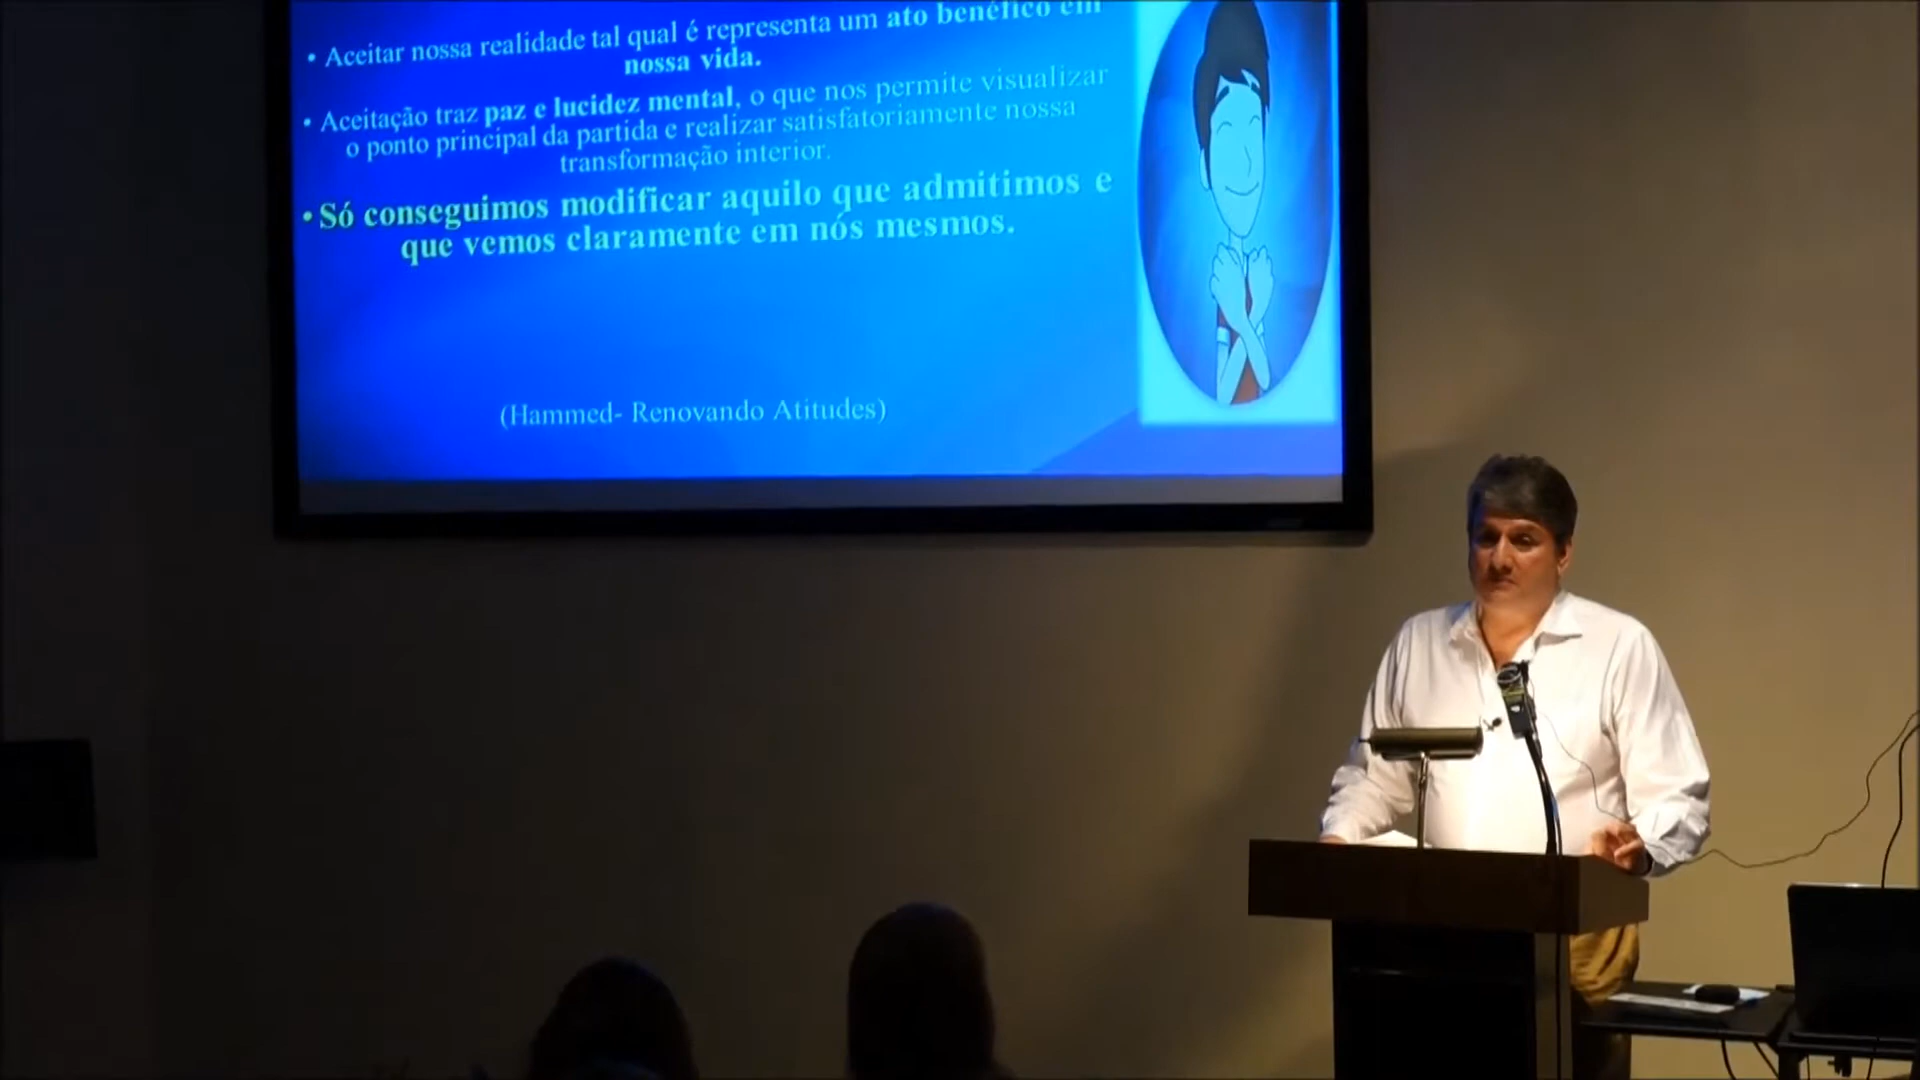 • Aceitar nossa realidade tal qual é representa um ato benéfico em
nossa vida.
• Aceitação traz paz e lucidez mental, o que nos permite visualizar
o ponto principal da partida e realizar satisfatoriamente nossa
transformação interior.
• Só conseguimos modificar aquilo que admitimos e
que vemos claramente em nós mesmos.
(Hammed- Renovando Atitudes)